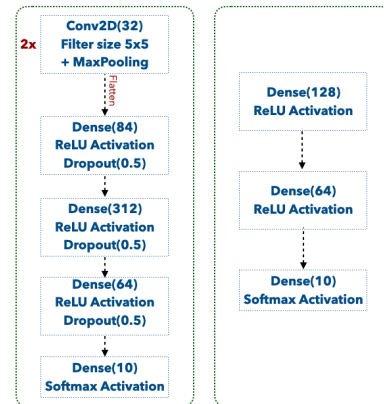 2x
Conv2D(32)
Filter size 5x5
+ MaxPooling
Flatten
Dense(84)
ReLU Activation
Dropout(0.5)
Dense(312)
ReLU Activation
Dropout(0.5)
Dense(64)
ReLU Activation
Dropout(0.5)
Dense(10)
Softmax Activation
Dense(128)
ReLU Activation
Dense(64)
ReLU Activation
Dense(10)
Softmax Activation